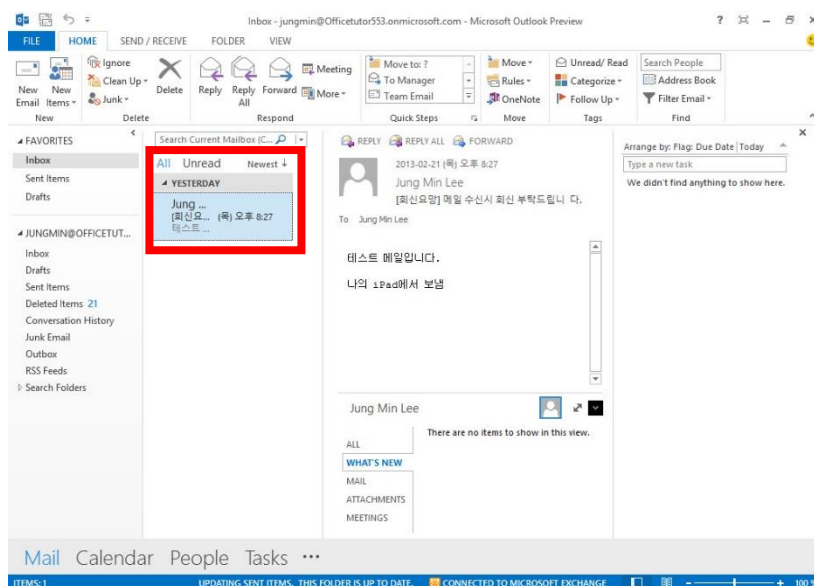 Inbox - jungmin@Officetutor553.onmicrosoft.com - Microsoft Outlook Preview
FILE HOME SEND / RECEIVE FOLDER VIEW
New Email
New Items
Ignore
Clean Up
Junk
Delete
Reply
Reply All
Forward
Meeting
More
Move to: ?
To Manager
Team Email
Move
Rules
OneNote
Unread/ Read
Categorize
Follow Up
Search People
Address Book
Filter Email
New Delete Respond Quick Steps Move Tags Find
FAVORITES
Inbox
Sent Items
Drafts
JUNGMIN@OFFICETUT...
Inbox
Drafts
Sent Items
Deleted Items 21
Conversation History
Junk Email
Outbox
RSS Feeds
Search Folders
Search Current Mailbox (C...
All Unread Newest ↓
YESTERDAY
Jung ...
[회신요... (목) 오후 8:27
테스트 ...
REPLY REPLY ALL FORWARD
2013-02-21 (목) 오후 8:27
Jung Min Lee
[회신요망] 메일 수신시 회신 부탁드립니 다.
To Jung Min Lee
테스트 메일입니다.
나의 iPad에서 보냄
Jung Min Lee
ALL
WHAT'S NEW
MAIL
ATTACHMENTS
MEETINGS
There are no items to show in this view.
Arrange by: Flag: Due Date Today
Type a new task
We didn't find anything to show here.
Mail Calendar People Tasks ...
ITEMS: 1 UPDATING SENT ITEMS. THIS FOLDER IS UP TO DATE. CONNECTED TO MICROSOFT EXCHANGE 100 %